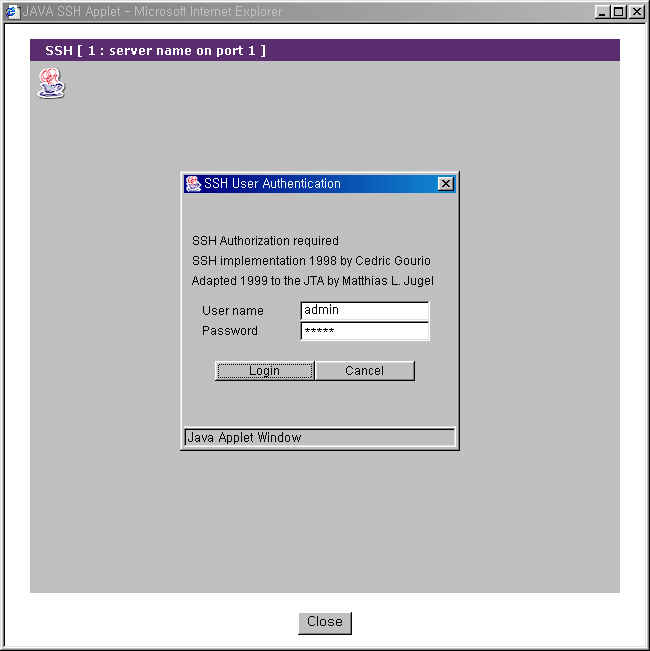 JAVA SSH Applet - Microsoft Internet Explorer
SSH [ 1 : server name on port 1 ]
SSH User Authentication
SSH Authorization required
SSH implementation 1998 by Cedric Gourio
Adapted 1999 to the JTA by Matthias L. Jugel
User name admin
Password *****
Login Cancel
Java Applet Window
Close